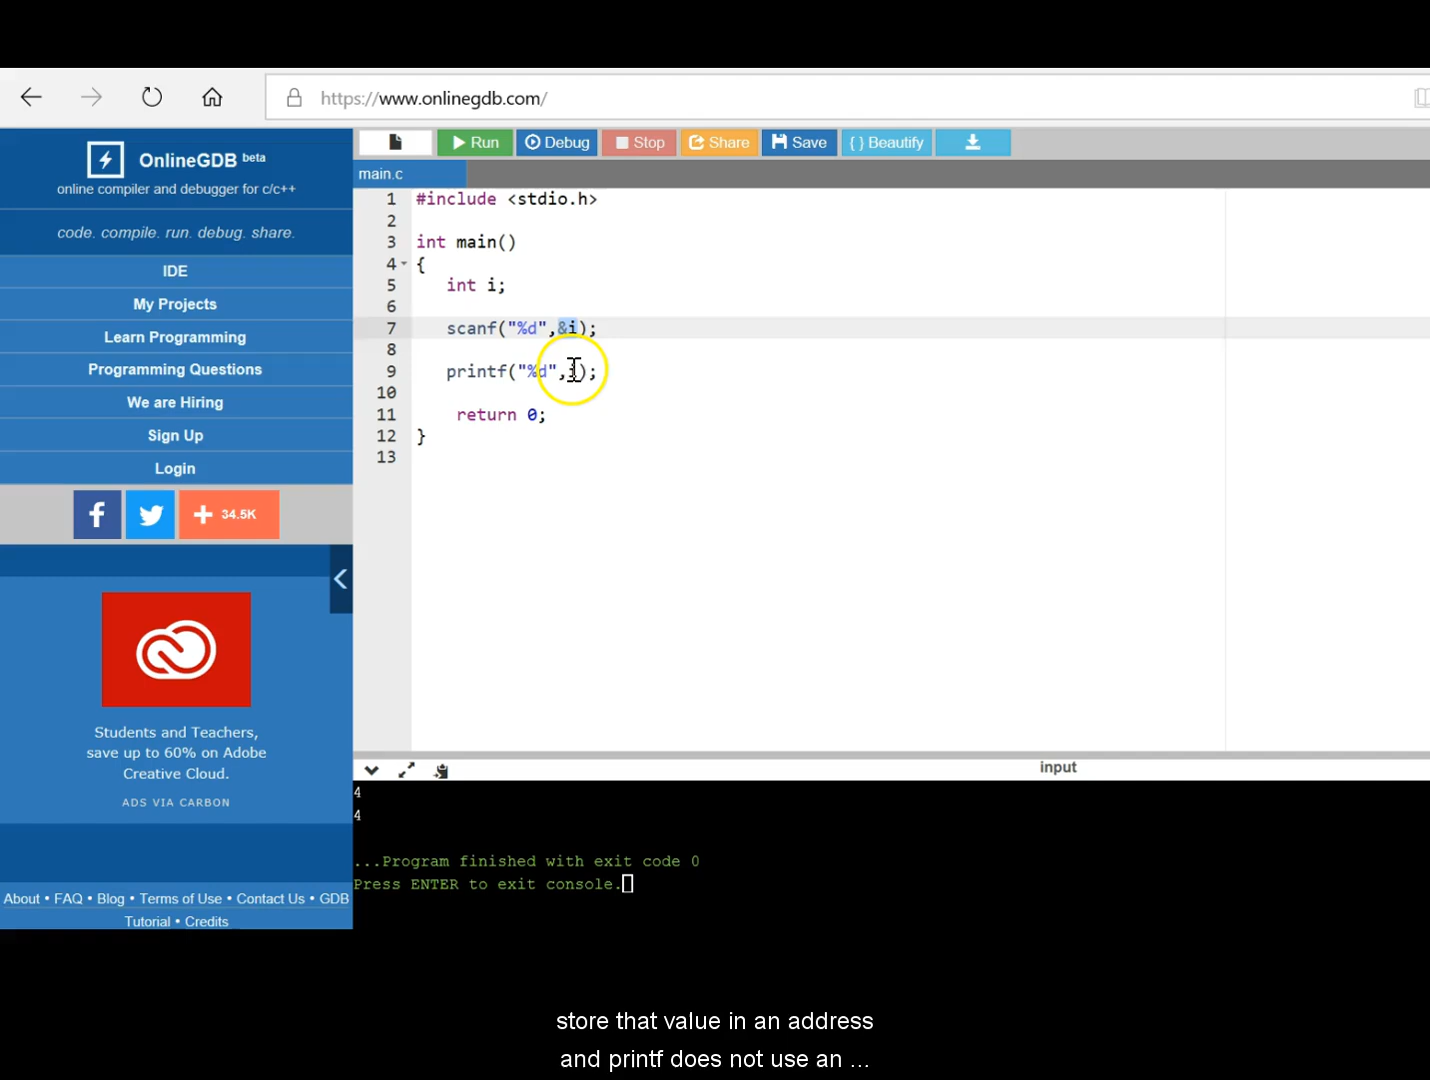 https://www.onlinegdb.com/
OnlineGDB beta
online compiler and debugger for c/c++
code. compile. run. debug. share.
IDE
My Projects
Learn Programming
Programming Questions
We are Hiring
Sign Up
Login
f
+ 34.5K
Students and Teachers,
save up to 60% on Adobe
Creative Cloud.
ADS VIA CARBON
About • FAQ • Blog • Terms of Use • Contact Us • GDB
Tutorial • Credits
Run Debug Stop Share Save { } Beautify
main.c
1 #include <stdio.h>
2
3 int main()
4 {
5 int i;
6
7 scanf("%d",&i);
8
9 printf("%d",i);
10
11 return 0;
12 }
13
input
4
4
...Program finished with exit code 0
Press ENTER to exit console.
store that value in an address
and printf does not use an ...